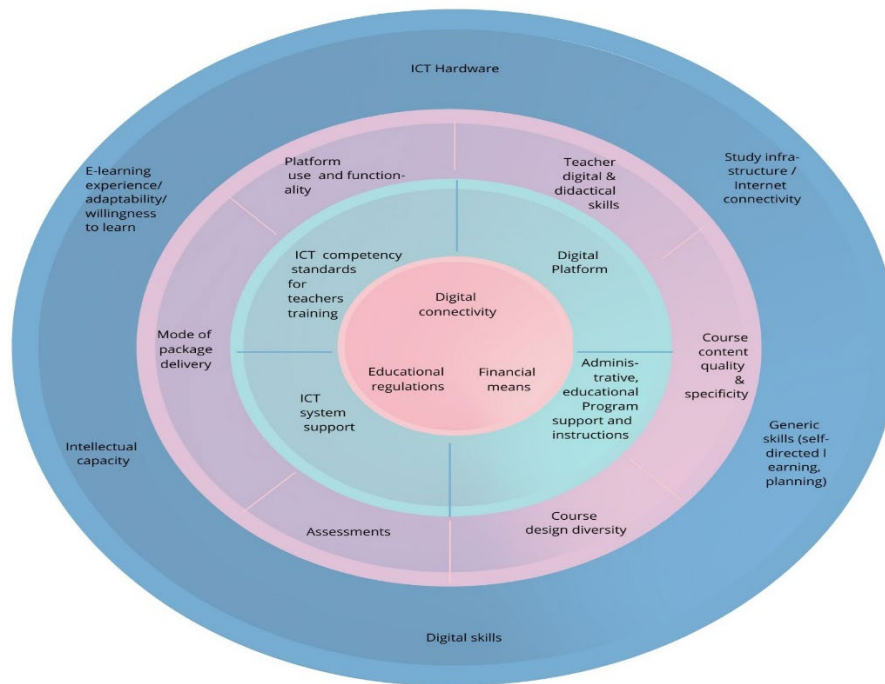 ICT Hardware
E-learning
experience/
adaptability/
willingness
to learn
Platform
use and function-
ality
Teacher
digital &
didactical
skills
Study infra-
structure /
Internet
connectivity
ICT competency
standards
for
teachers
training
Digital
Platform
Digital
connectivity
Mode of
package
delivery
Educational
regulations
Financial
means
Adminis-
trative,
educational
Program
support and
instructions
Course
content
quality
&
specificity
ICT
system
support
Intellectual
capacity
Generic
skills (self-
directed l
earning,
planning)
Assessments
Course
design diversity
Digital skills